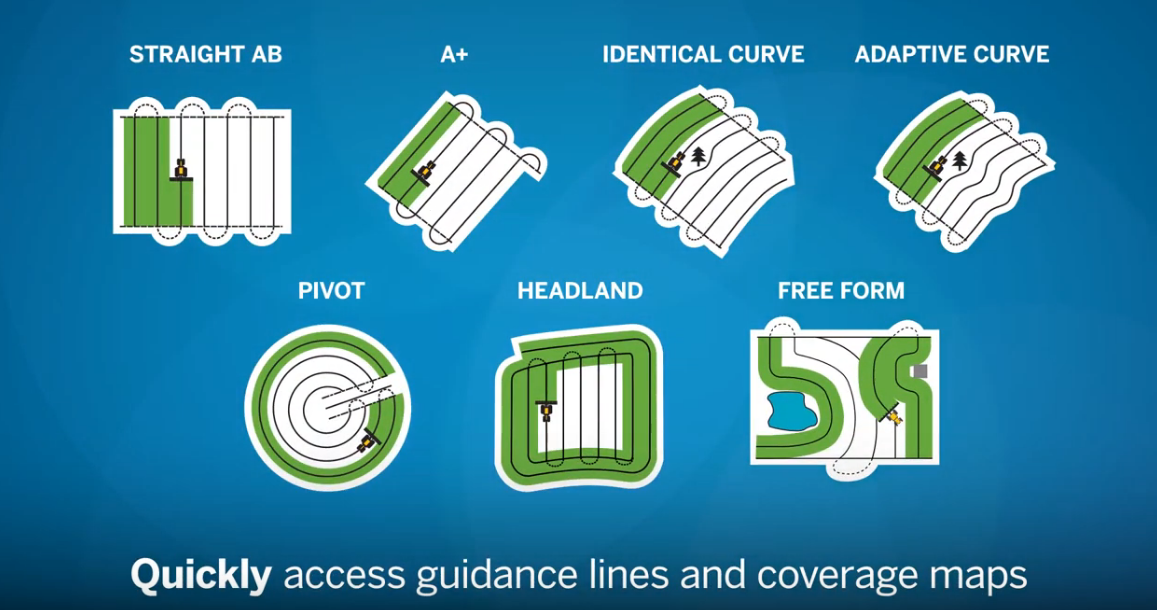 STRAIGHT AB
A+
IDENTICAL CURVE
ADAPTIVE CURVE
PIVOT
HEADLAND
FREE FORM
Quickly access guidance lines and coverage maps